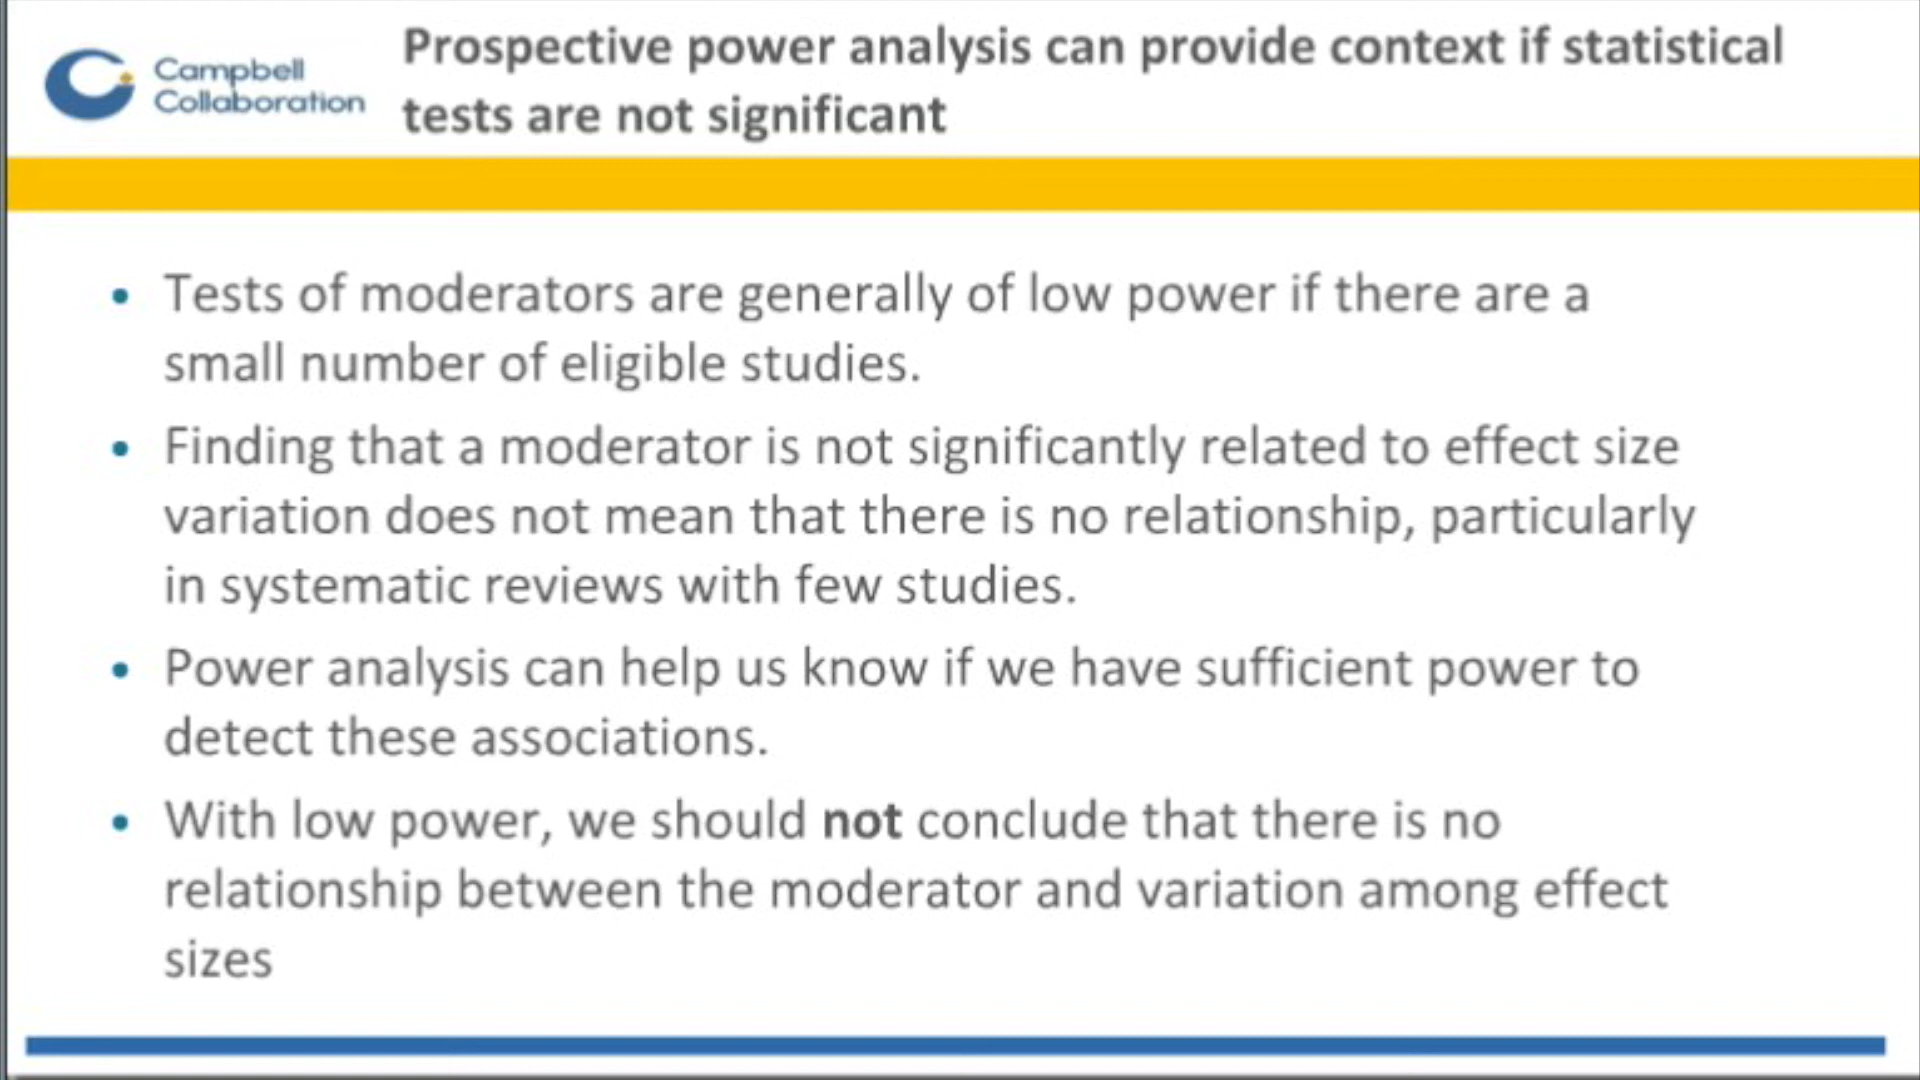 Campbell
Collaboration
Prospective power analysis can provide context if statistical
tests are not significant
• Tests of moderators are generally of low power if there are a
small number of eligible studies.
• Finding that a moderator is not significantly related to effect size
variation does not mean that there is no relationship, particularly
in systematic reviews with few studies.
• Power analysis can help us know if we have sufficient power to
detect these associations.
• With low power, we should not conclude that there is no
relationship between the moderator and variation among effect
sizes